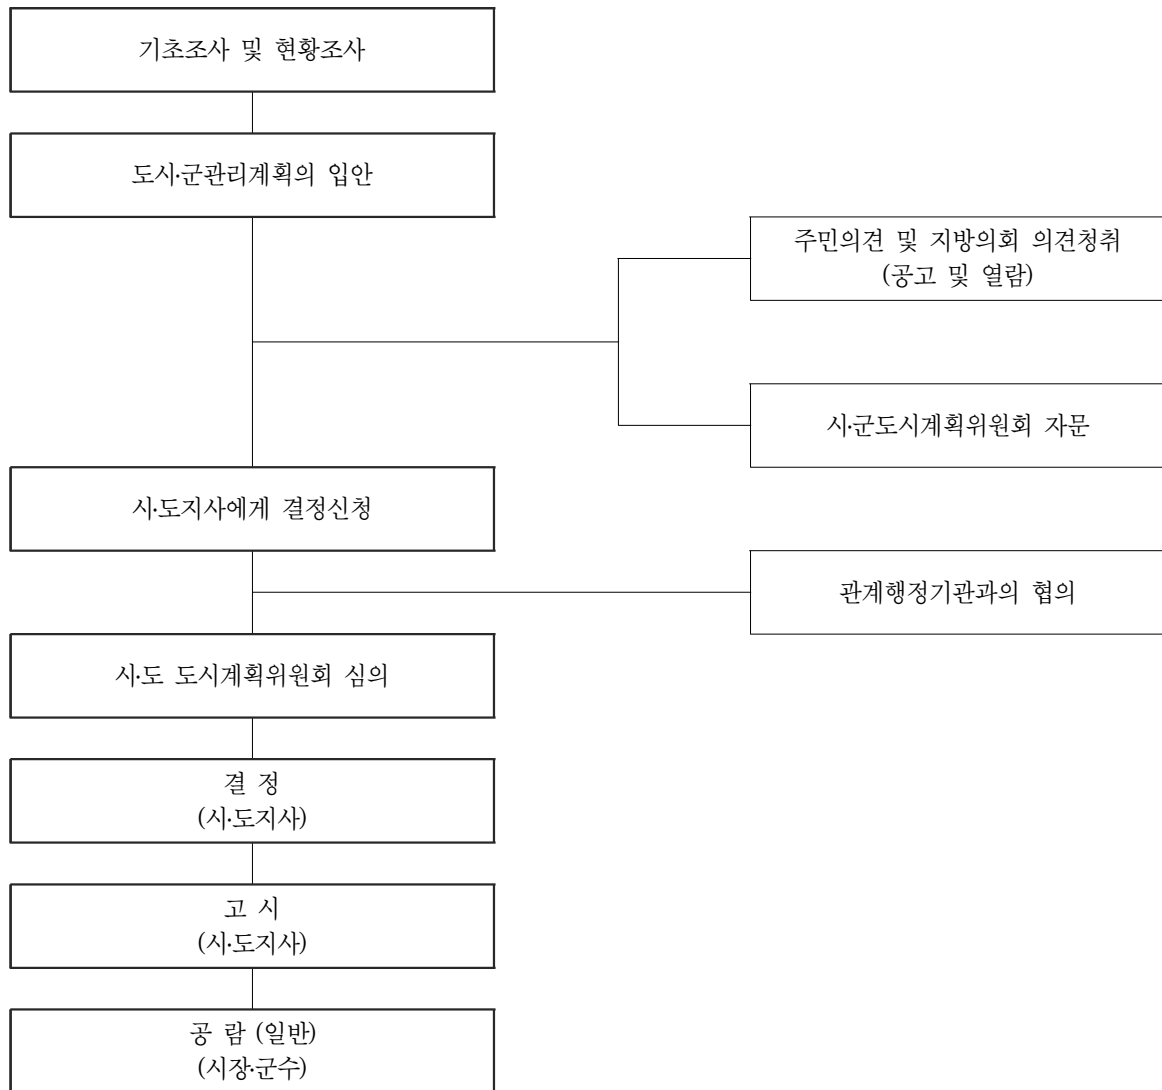 기초조사 및 현황조사
도시·군관리계획의 입안
주민의견 및 지방의회 의견청취
(공고 및 열람)
시·군도시계획위원회 자문
시·도지사에게 결정신청
관계행정기관과의 협의
시·도 도시계획위원회 심의
결 정
(시·도지사)
고 시
(시·도지사)
공 람 (일반)
(시장·군수)